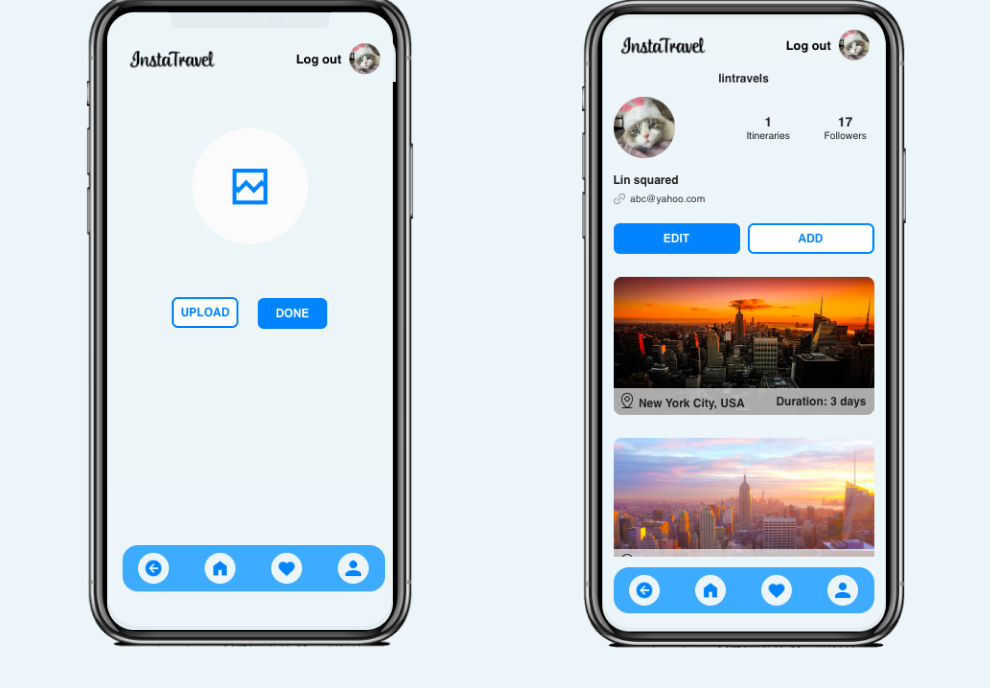 InstaTravel Log out
UPLOAD DONE
InstaTravel Log out
lintravels
1 17
Itineraries Followers
Lin squared
abc@yahoo.com
EDIT ADD
New York City, USA Duration: 3 days